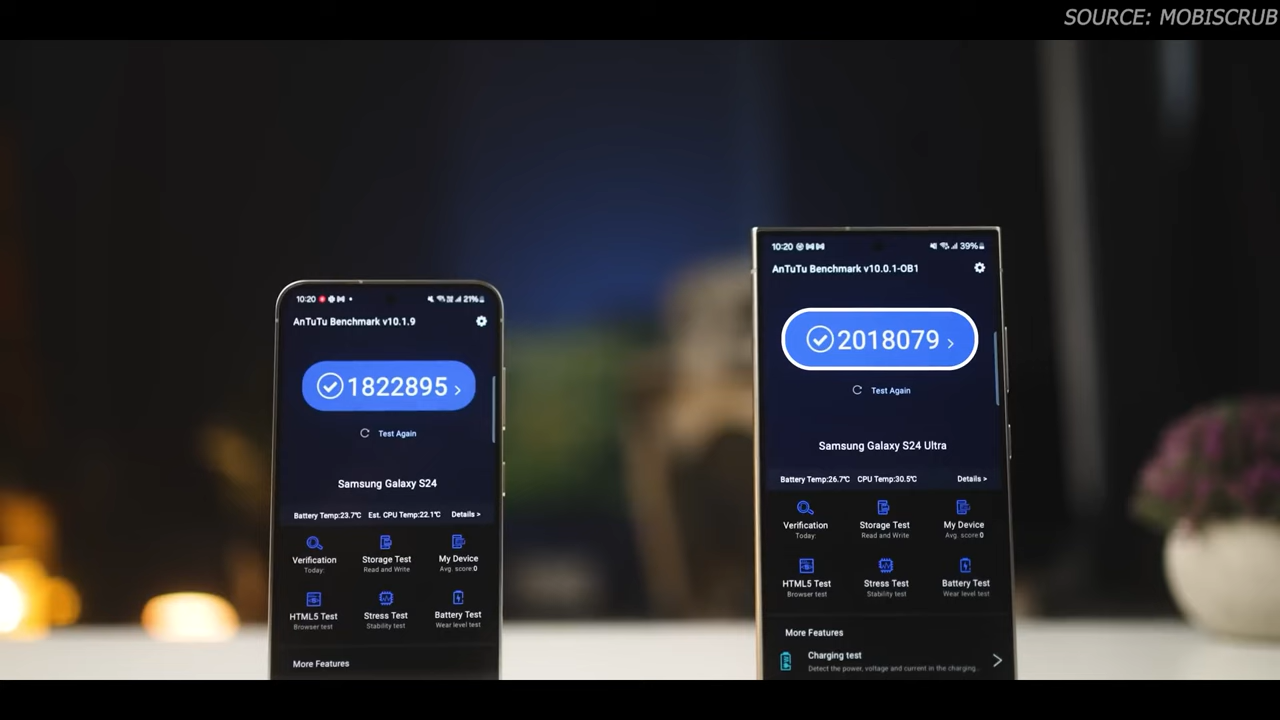 SOURCE: MOBISCRUB
10:20 21%
AnTuTu Benchmark v10.1.9
1822895 >
Test Again
Samsung Galaxy S24
Battery Temp:23.7℃ Est. CPU Temp:22.1℃ Details >
Verification Storage Test My Device
Today: Read and Write Avg. score:0
HTML5 Test Stress Test Battery Test
Browser test Stability test Wear level test
More Features
10:20 39%
AnTuTu Benchmark v10.0.1-OB1
2018079 >
Test Again
Samsung Galaxy S24 Ultra
Battery Temp:26.7℃ CPU Temp:30.5℃ Details >
Verification Storage Test My Device
Today: Read and Write Avg. score:0
HTML5 Test Stress Test Battery Test
Browser test Stability test Wear level test
More Features
Charging test
Detect the power, voltage and current in the charging...